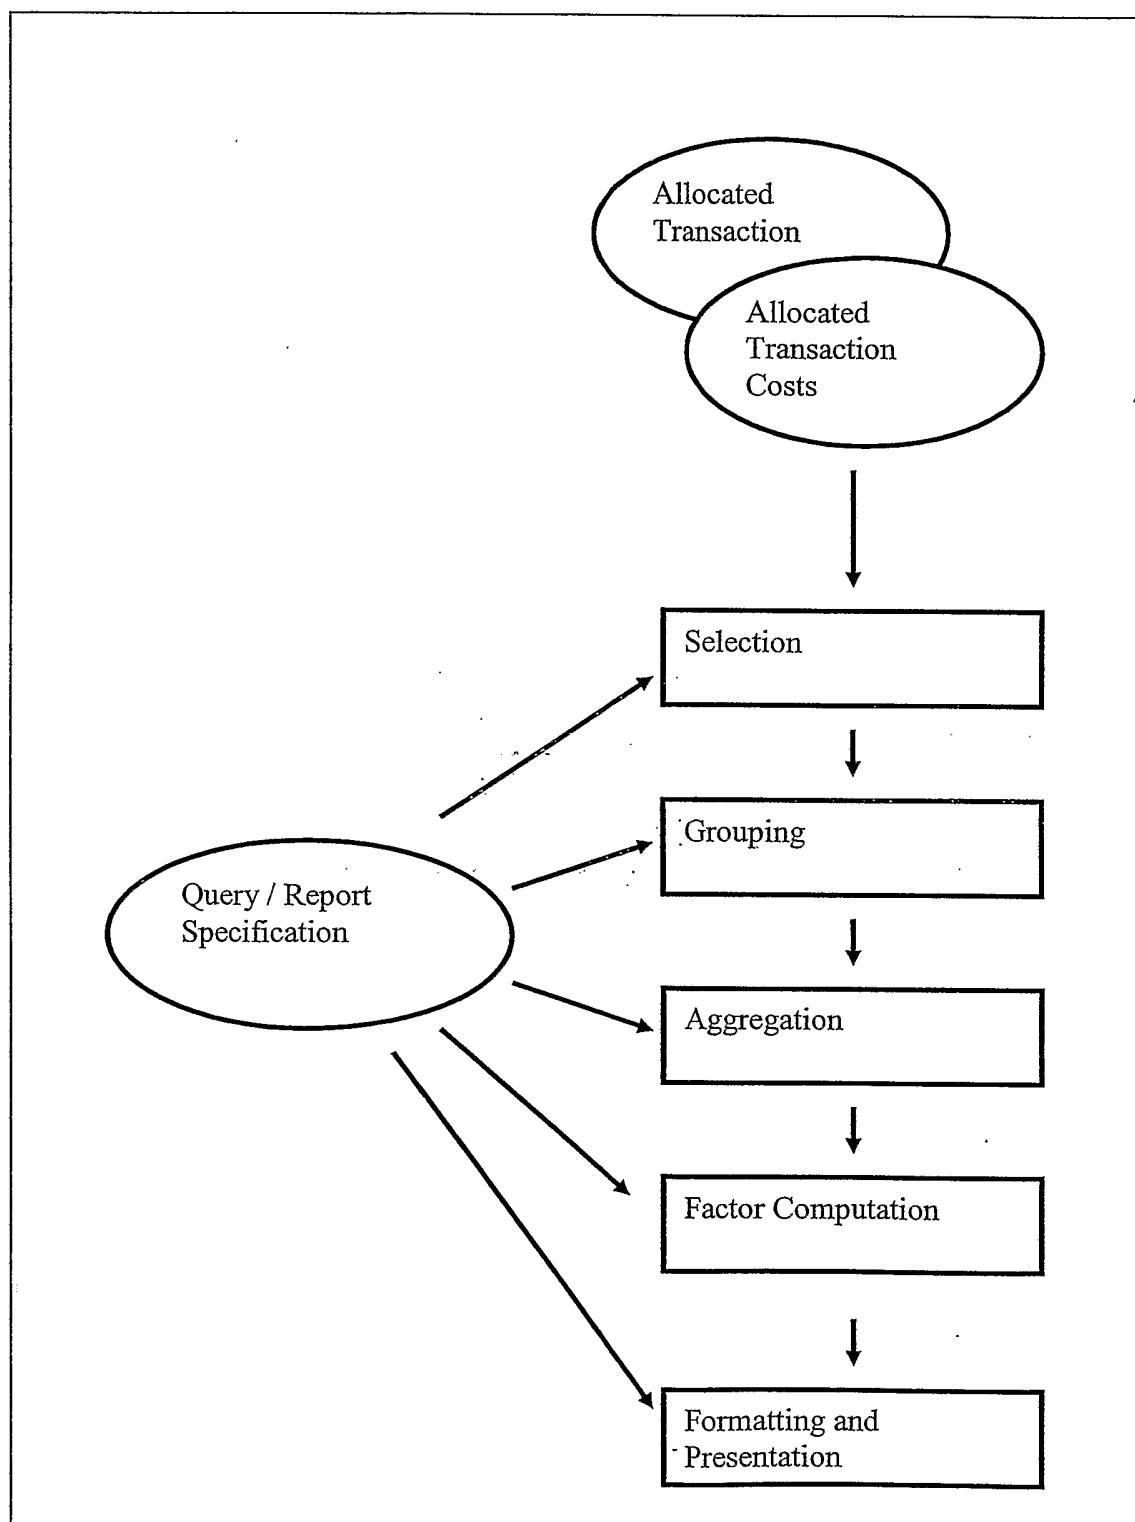 Allocated
Transaction
Allocated
Transaction
Costs
Selection
Grouping
Query / Report
Specification
Aggregation
Factor Computation
Formatting and
Presentation